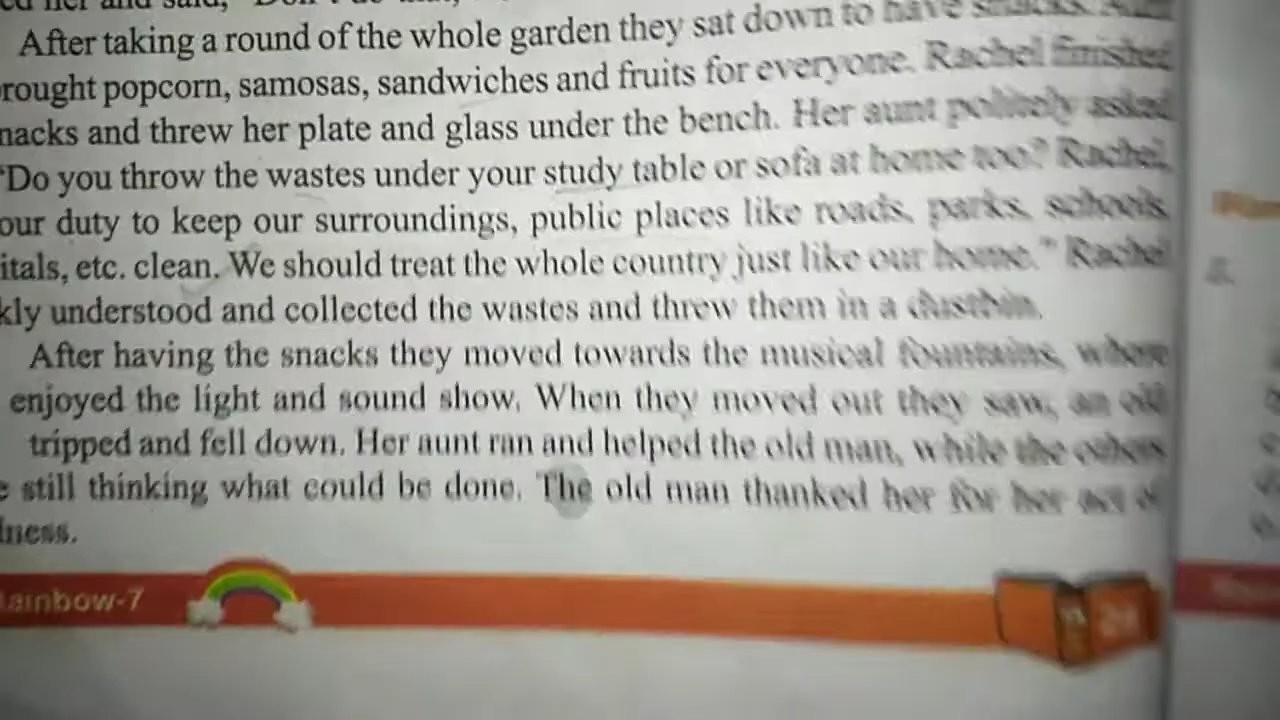 her and said,
After taking a round of the whole garden they sat down to have snacks.
rought popcorn, samosas, sandwiches and fruits for everyone. Rachel finished
nacks and threw her plate and glass under the bench. Her aunt politely asked
"Do you throw the wastes under your study table or sofa at home too? Rachel,
our duty to keep our surroundings, public places like roads, parks, schools,
itals, etc. clean. We should treat the whole country just like our home." Rachel
kly understood and collected the wastes and threw them in a dustbin.
After having the snacks they moved towards the musical fountains, where
enjoyed the light and sound show. When they moved out they saw, an old
tripped and fell down. Her aunt ran and helped the old man, while the others
e still thinking what could be done. The old man thanked her for her act of
lness.
ainbow-7